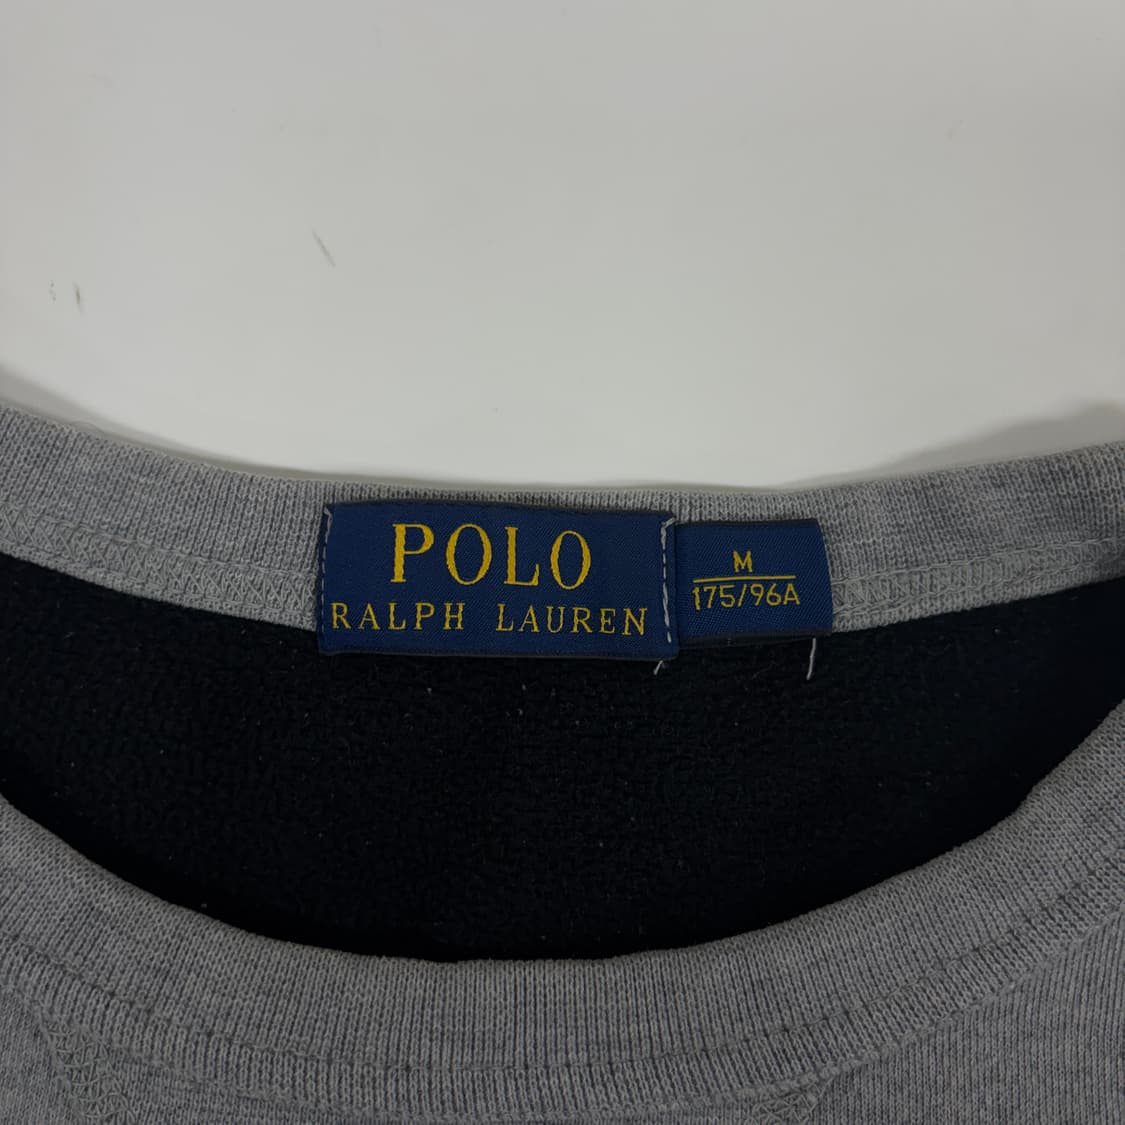 POLO
RALPH LAUREN
M
175/96A